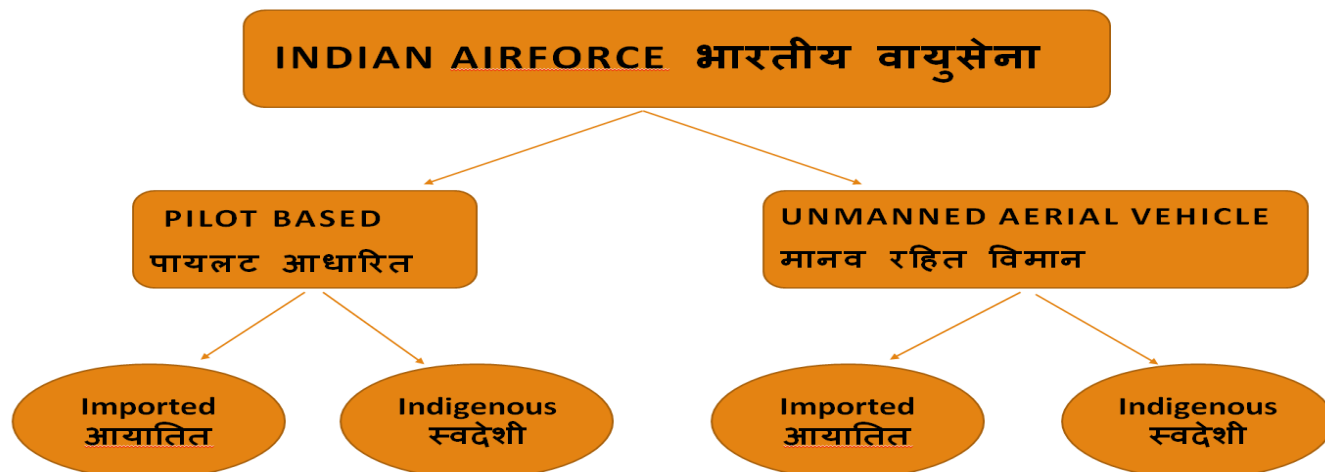 INDIAN AIRFORCE भारतीय वायुसेना
PILOT BASED
पायलट आधारित
UNMANNED AERIAL VEHICLE
मानव रहित विमान
Imported
आयातित
Indigenous
स्वदेशी
Imported
आयातित
Indigenous
स्वदेशी